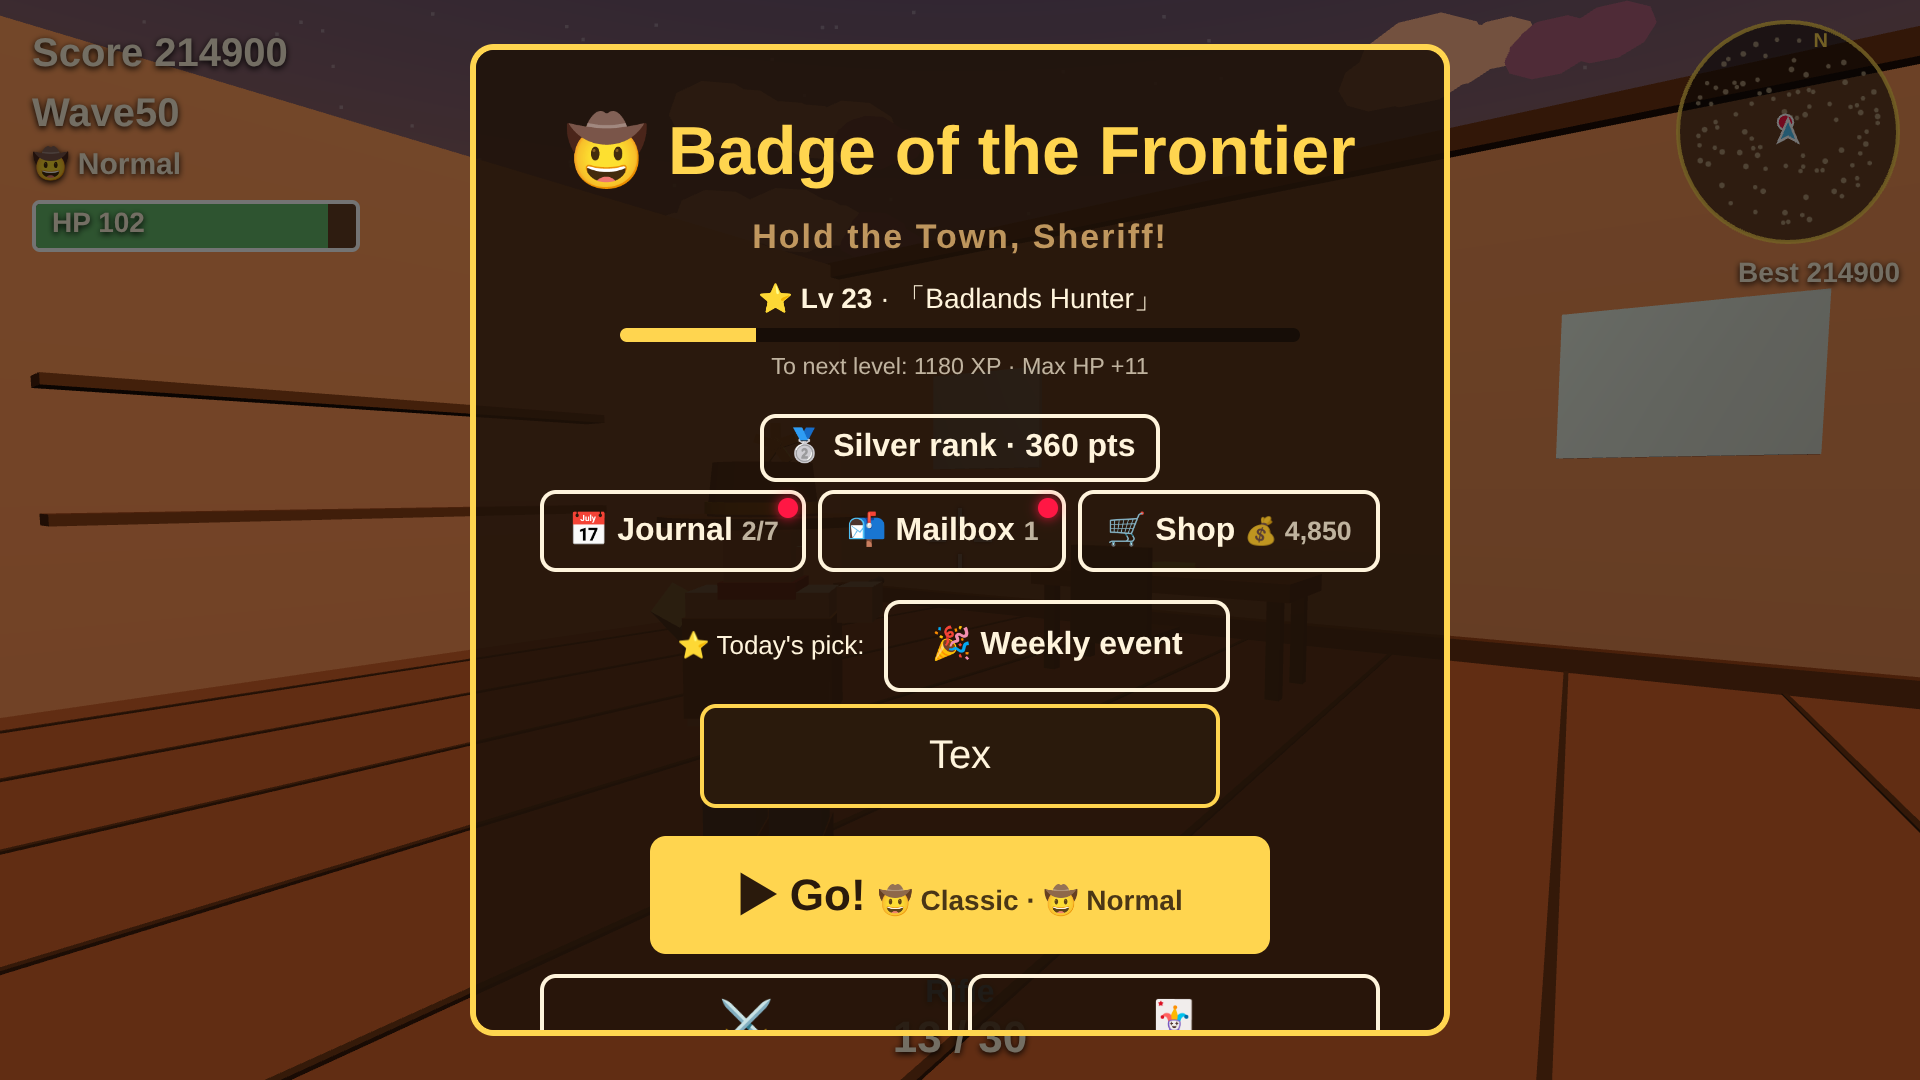 Score 214900
Wave50
Normal
HP 102
N
Best 214900
Badge of the Frontier
Hold the Town, Sheriff!
Lv 23 · 「Badlands Hunter」
To next level: 1180 XP · Max HP +11
Silver rank · 360 pts
Journal 2/7
Mailbox 1
Shop 4,850
Today's pick:
Weekly event
Tex
Go! Classic · Normal
Rifle
13 / 30